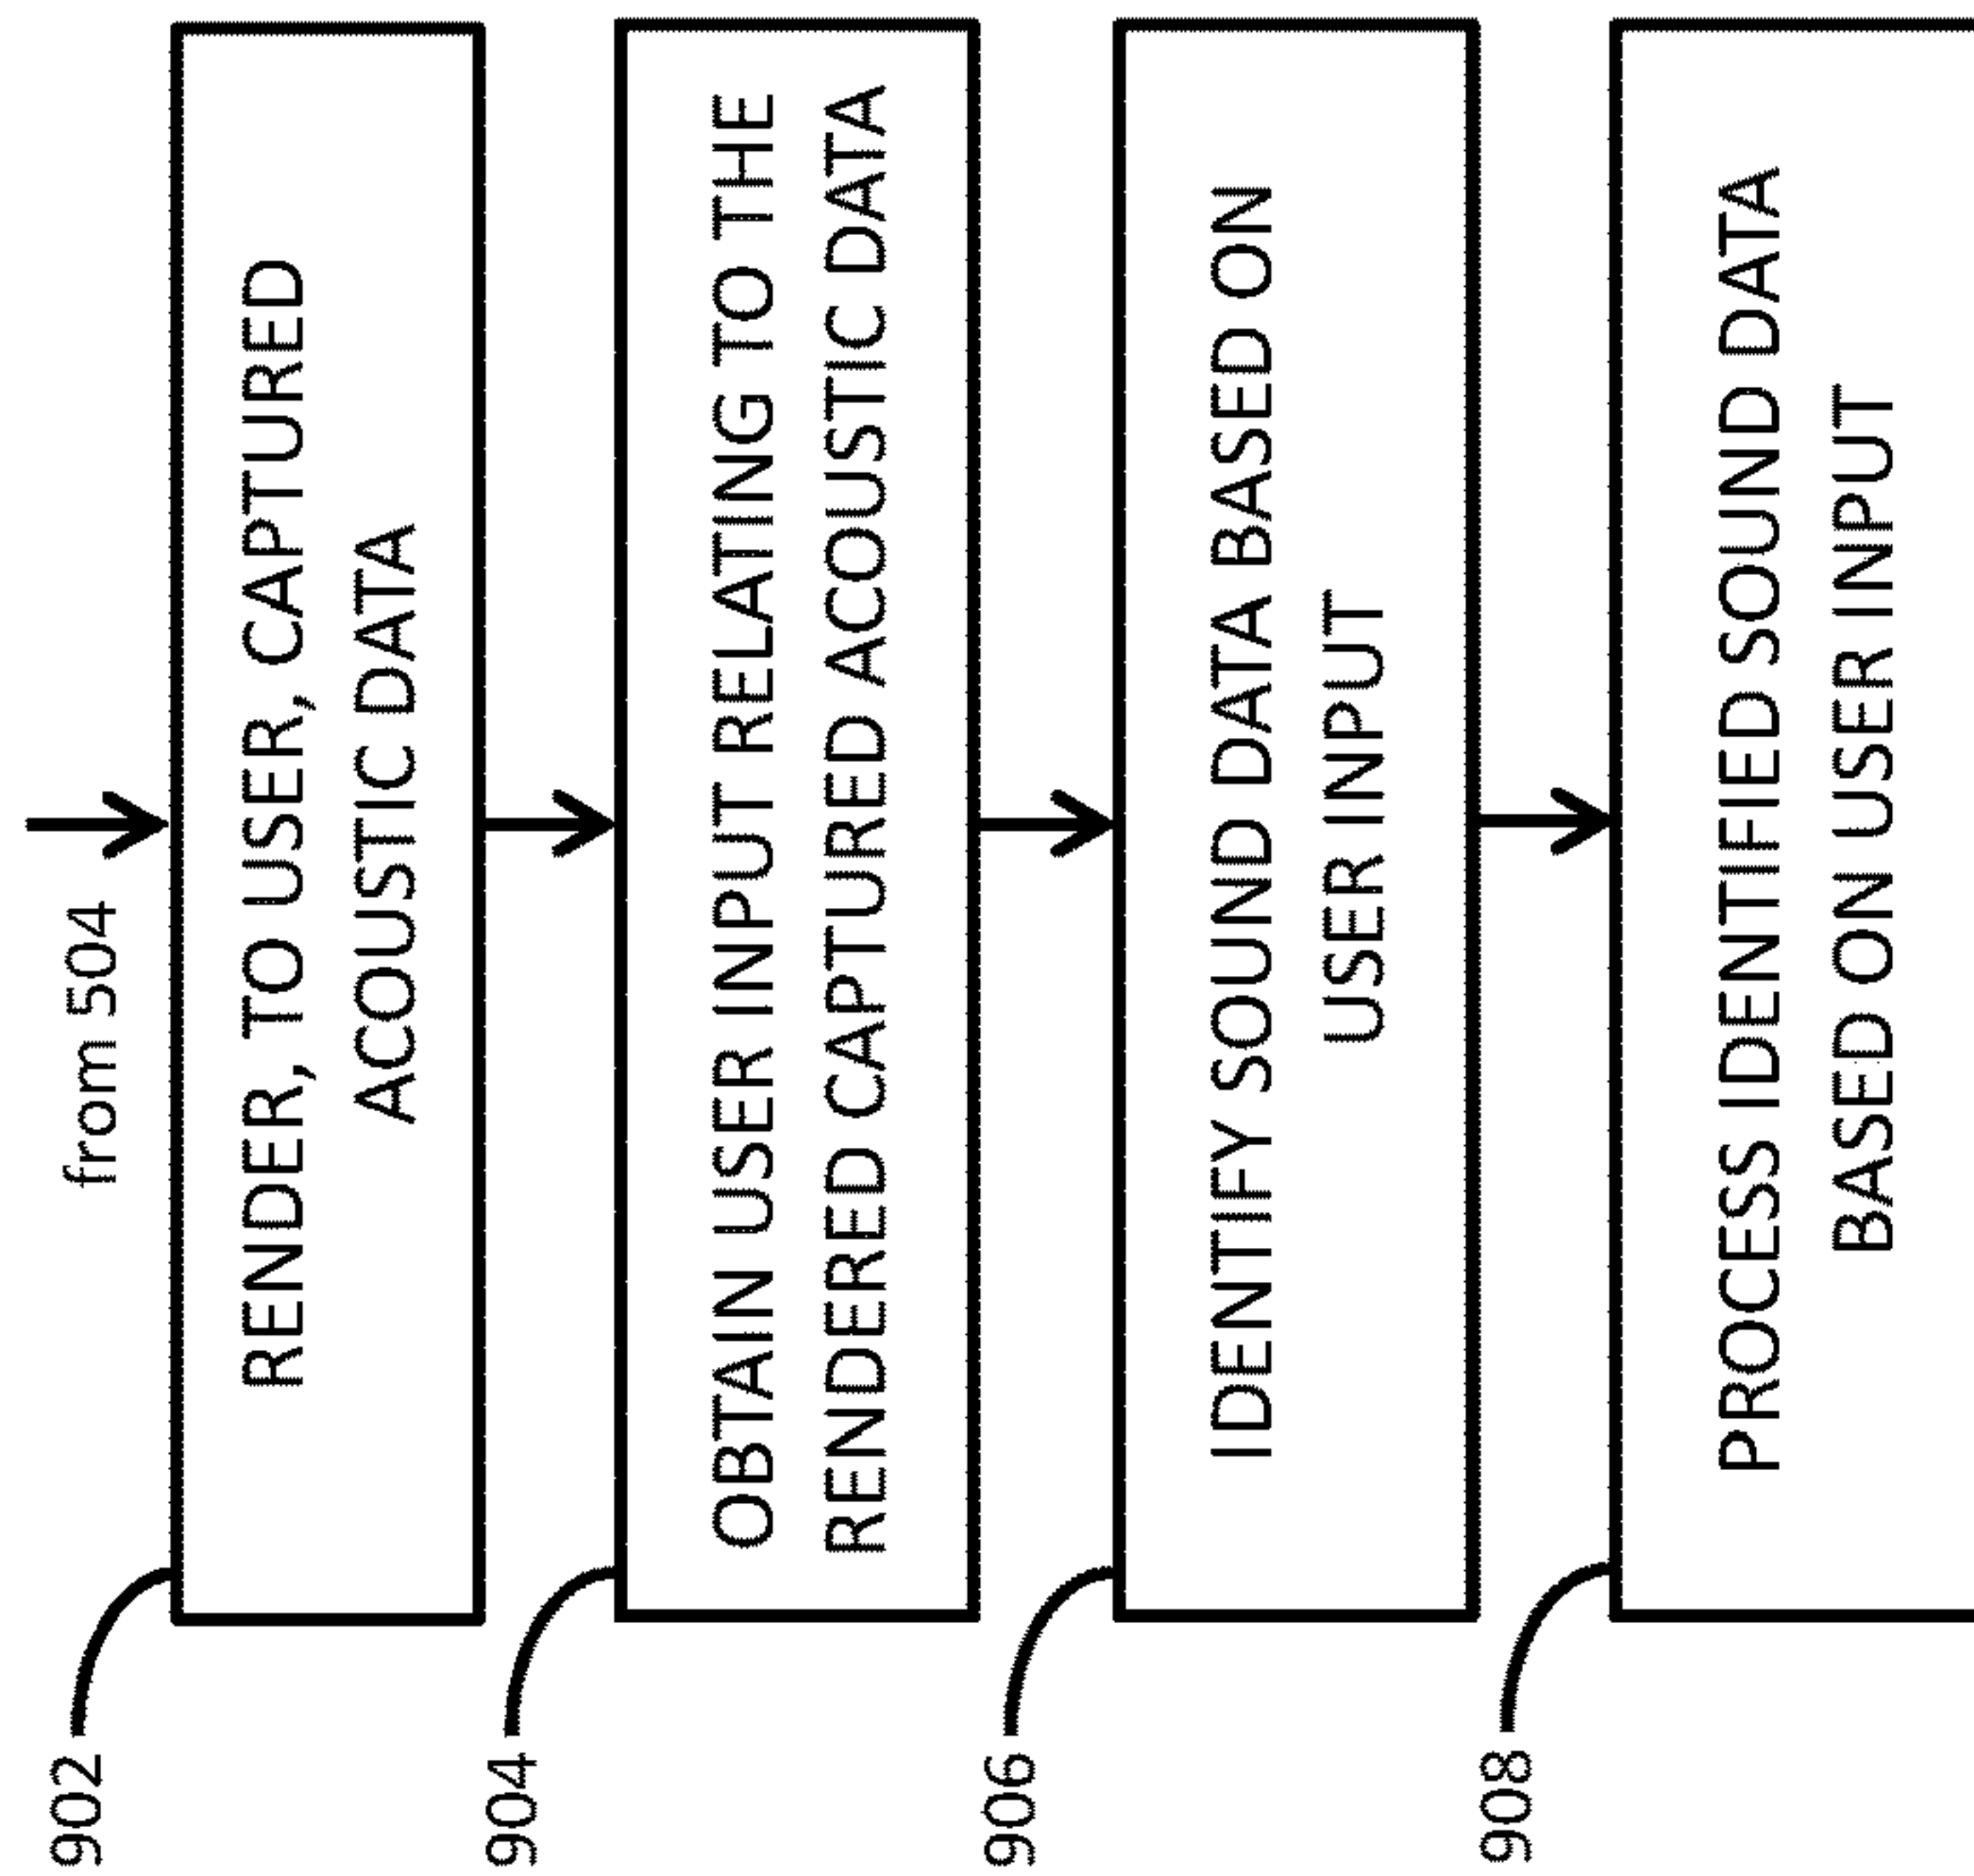 from 504
902
RENDER, TO USER, CAPTURED
ACOUSTIC DATA
904
OBTAIN USER INPUT RELATING TO THE
RENDERED CAPTURED ACOUSTIC DATA
906
IDENTIFY SOUND DATA BASED ON
USER INPUT
908
PROCESS IDENTIFIED SOUND DATA
BASED ON USER INPUT